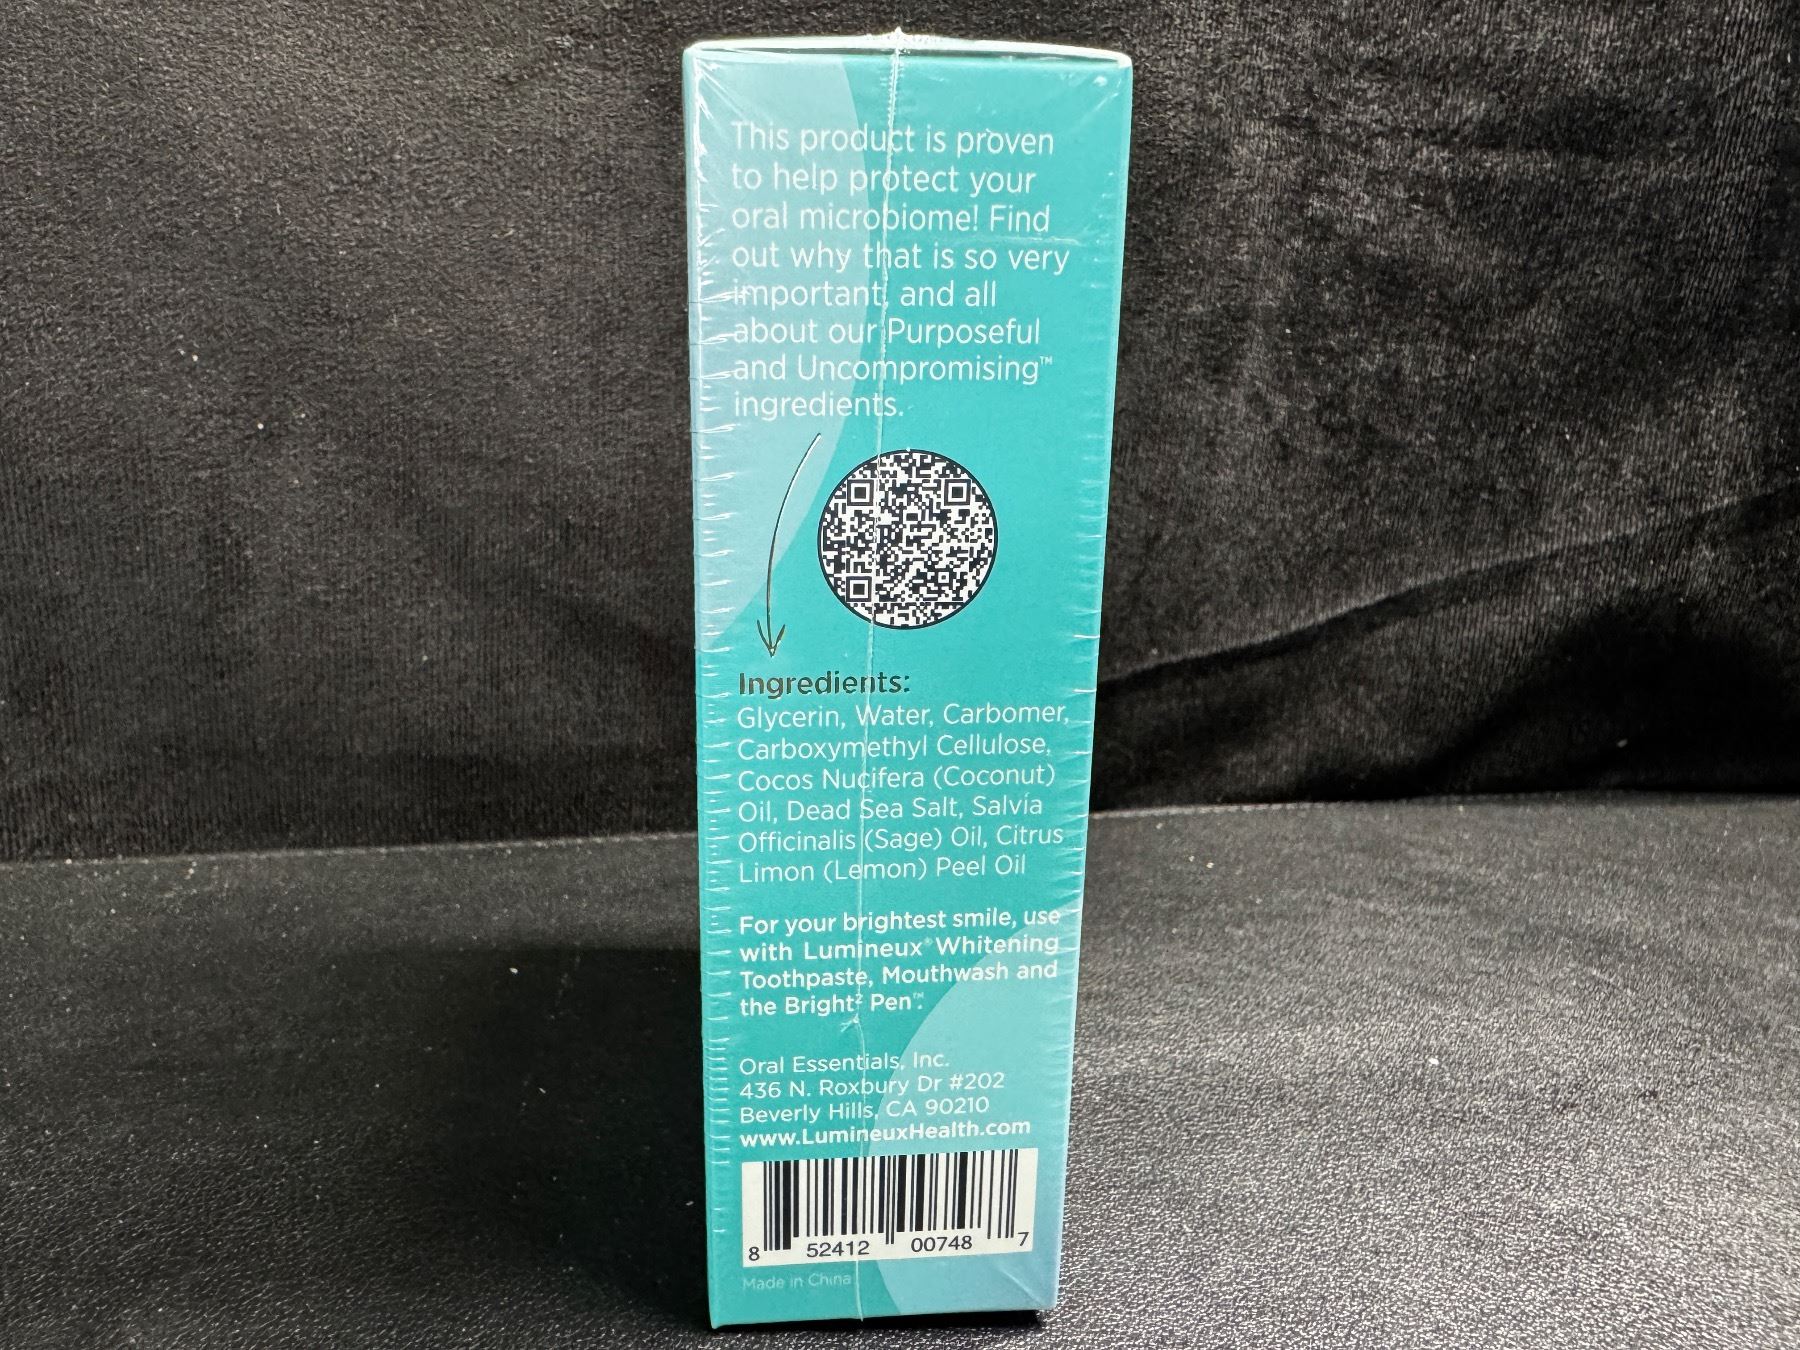 This product is proven
to help protect your
oral microbiome! Find
out why that is so very
important, and all
about our Purposeful
and Uncompromising™
ingredients.
Ingredients:
Glycerin, Water, Carbomer,
Carboxymethyl Cellulose,
Cocos Nucifera (Coconut)
Oil, Dead Sea Salt, Salvia
Officinalis (Sage) Oil, Citrus
Limon (Lemon) Peel Oil
For your brightest smile, use
with Lumineux® Whitening
Toothpaste, Mouthwash and
the Bright² Pen™.
Oral Essentials, Inc.
436 N. Roxbury Dr #202
Beverly Hills, CA 90210
www.LumineuxHealth.com
8 52412 00748 7
Made in China